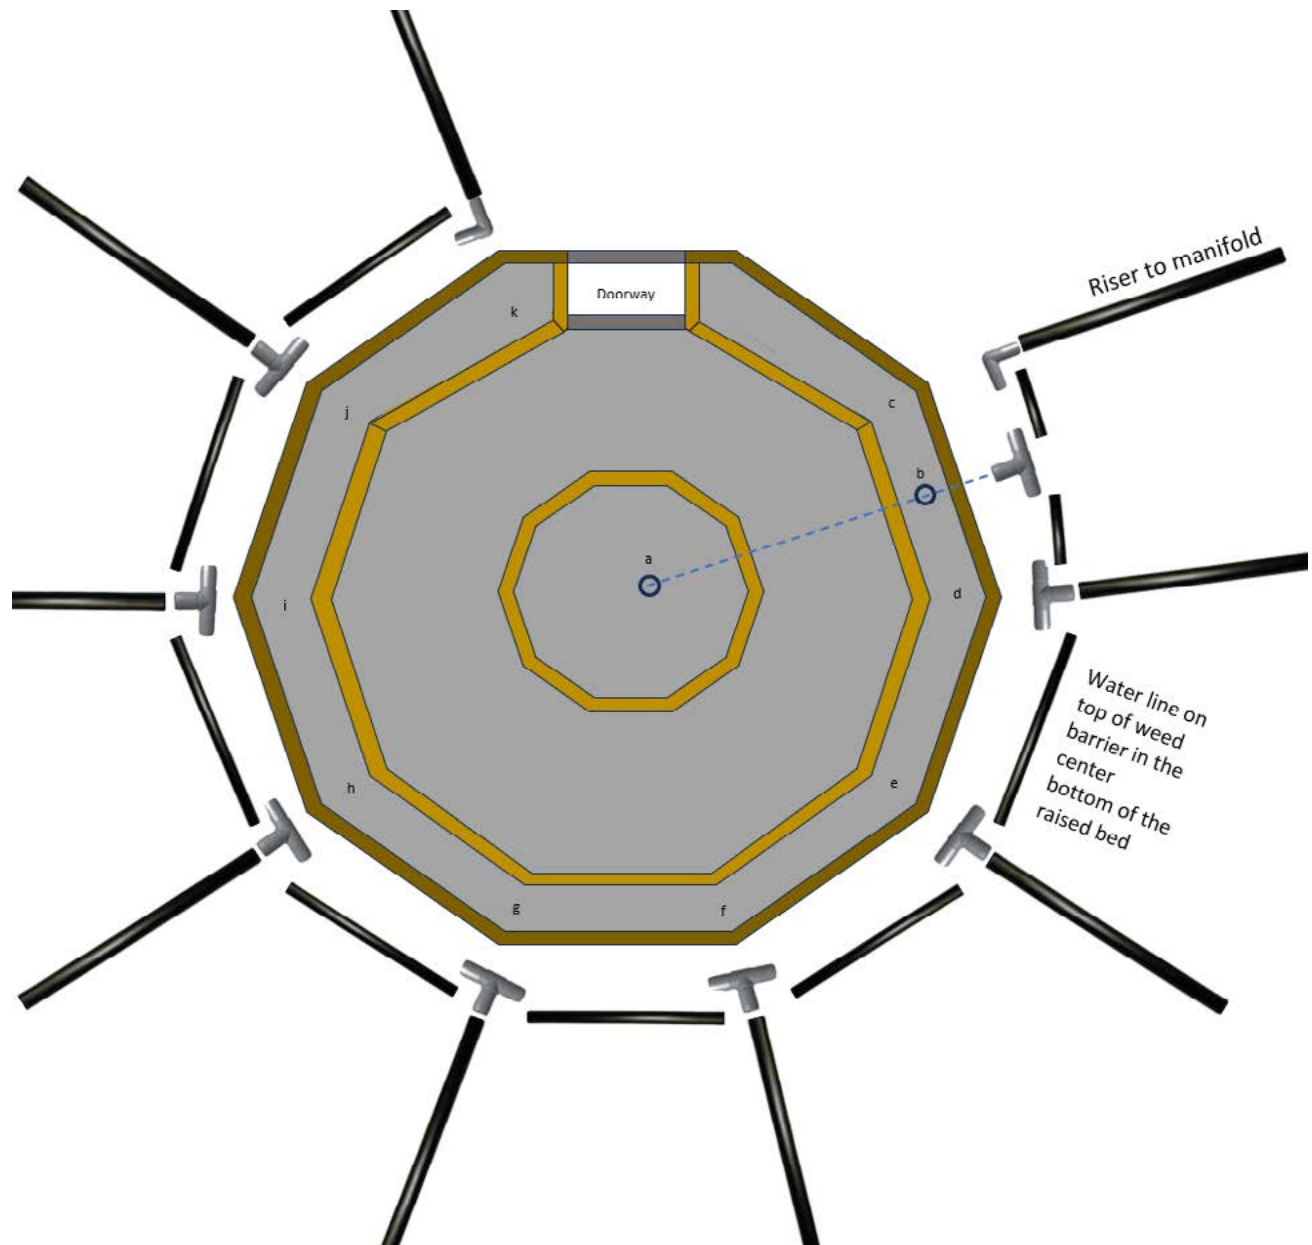 Riser to manifold
Doorway
k
j
c
b
a
d
i
Water line on
top of weed
barrier in the
center
bottom of the
raised bed
h
e
g
f